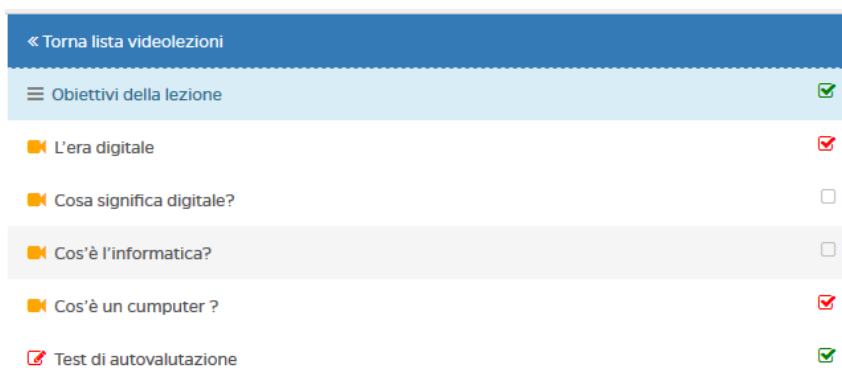 « Torna lista videolezioni
Obiettivi della lezione
L'era digitale
Cosa significa digitale?
Cos'è l'informatica?
Cos'è un cumputer ?
Test di autovalutazione